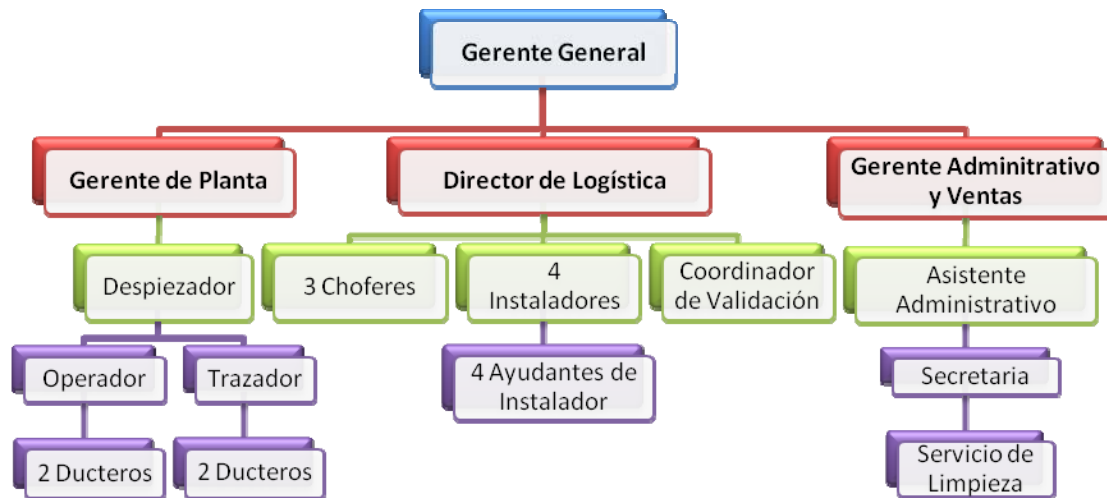 Gerente General
Gerente de Planta
Director de Logística
Gerente Adminitrativo
y Ventas
Despiezador
3 Choferes
4
Instaladores
Coordinador
de Validación
Asistente
Administrativo
Operador
Trazador
4 Ayudantes de
Instalador
Secretaria
2 Ducteros
2 Ducteros
Servicio de
Limpieza